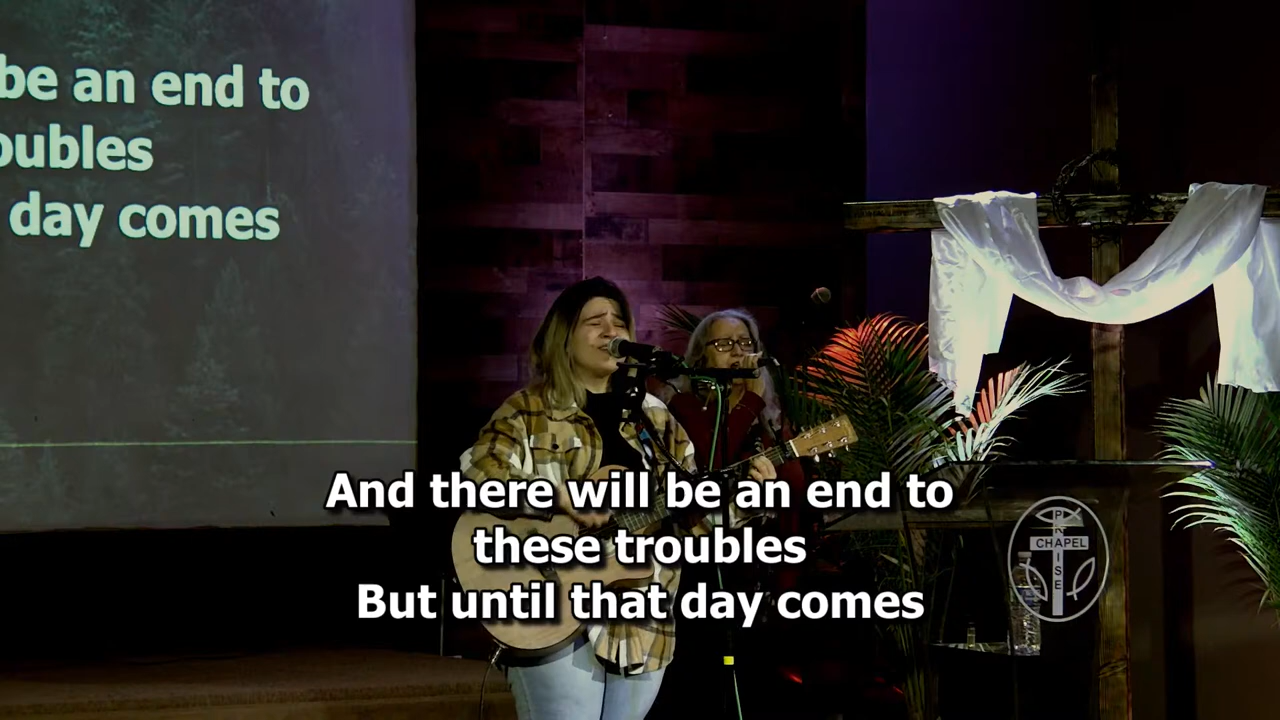 be an end to
oubles
day comes
And there will be an end to
these troubles
But until that day comes
PRAISE
CHAPEL